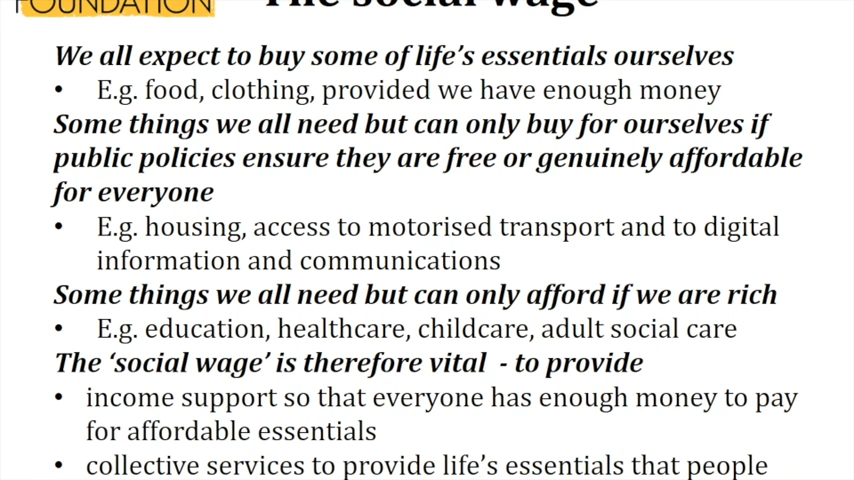 FOUNDATION
The social wage
We all expect to buy some of life's essentials ourselves
• E.g. food, clothing, provided we have enough money
Some things we all need but can only buy for ourselves if
public policies ensure they are free or genuinely affordable
for everyone
• E.g. housing, access to motorised transport and to digital
information and communications
Some things we all need but can only afford if we are rich
• E.g. education, healthcare, childcare, adult social care
The ‘social wage’ is therefore vital - to provide
• income support so that everyone has enough money to pay
for affordable essentials
• collective services to provide life's essentials that people